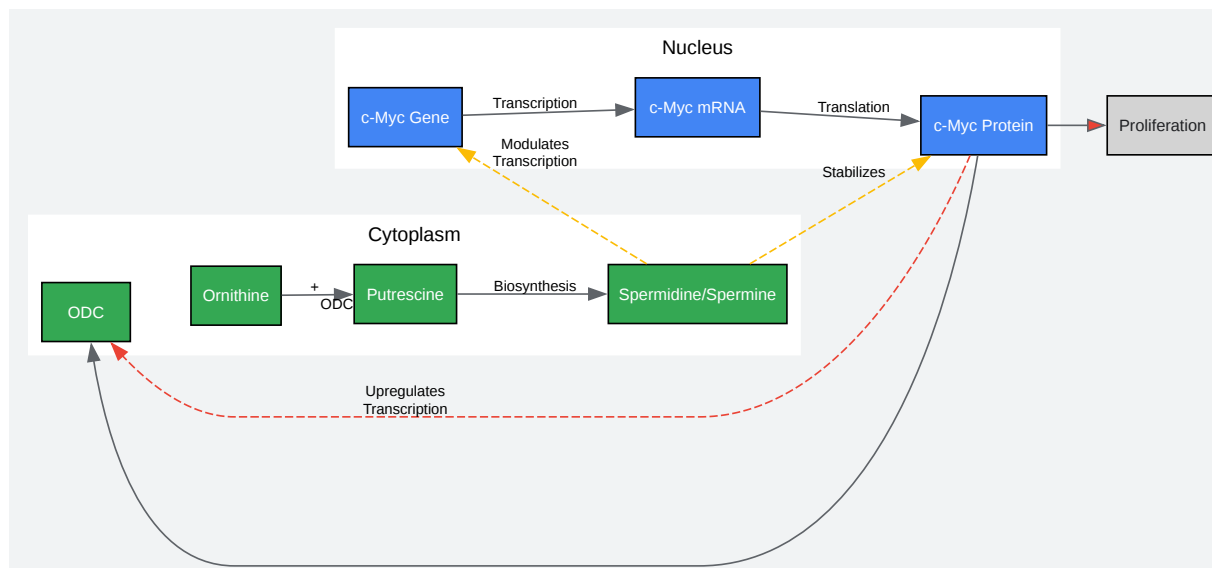 Nucleus
c-Myc Gene
Transcription
c-Myc mRNA
Translation
c-Myc Protein
Proliferation
Modulates
Transcription
Stabilizes
Cytoplasm
ODC
Ornithine
+
ODC
Putrescine
Biosynthesis
Spermidine/Spermine
Upregulates
Transcription